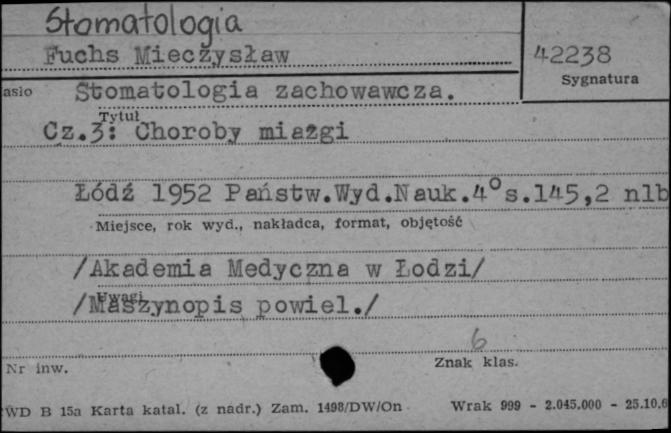 Stomatologia
Fuchs Mieczysław
42238
Sygnatura
asło Stomatologia zachowawcza.
Tytuł
Cz.3: Choroby miazgi
Łódź 1952 Państw.Wyd.Nauk.4°s.145,2 nlb
Miejsce, rok wyd., nakładca, format, objętość
/Akademia Medyczna w Łodzi/
Uwagi
/Maszynopis powiel./
6
Nr inw.
Znak klas.
WD B 15a Karta katal. (z nadr.) Zam. 1498/DW/On Wrak 999 - 2.045.000 - 25.10.6